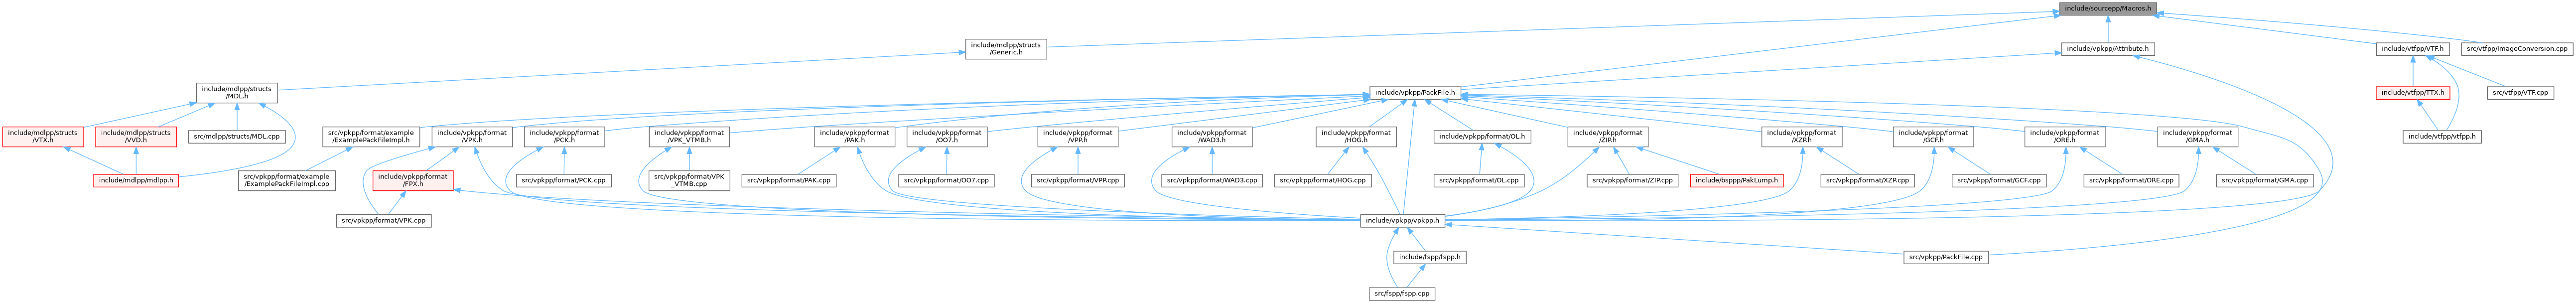 include/sourcepp/Macros.h
include/mdlpp/structs
/Generic.h
include/vpkpp/Attribute.h
include/vtfpp/VTF.h
src/vtfpp/ImageConversion.cpp
include/mdlpp/structs
/MDL.h
include/vpkpp/PackFile.h
include/vtfpp/TTX.h
src/vtfpp/VTF.cpp
include/mdlpp/structs
/VTX.h
include/mdlpp/structs
/VVD.h
src/mdlpp/structs/MDL.cpp
src/vpkpp/format/example
/ExamplePackFileImpl.h
include/vpkpp/format
/VPK.h
include/vpkpp/format
/PCK.h
include/vpkpp/format
/VPK_VTMB.h
include/vpkpp/format
/PAK.h
include/vpkpp/format
/OO7.h
include/vpkpp/format
/VPP.h
include/vpkpp/format
/WAD3.h
include/vpkpp/format
/HOG.h
include/vpkpp/format/OL.h
include/vpkpp/format
/ZIP.h
include/vpkpp/format
/XZP.h
include/vpkpp/format
/GCF.h
include/vpkpp/format
/ORE.h
include/vpkpp/format
/GMA.h
include/vtfpp/vtfpp.h
include/mdlpp/mdlpp.h
src/vpkpp/format/example
/ExamplePackFileImpl.cpp
include/vpkpp/format
/FPX.h
src/vpkpp/format/PCK.cpp
src/vpkpp/format/VPK
_VTMB.cpp
src/vpkpp/format/PAK.cpp
src/vpkpp/format/OO7.cpp
src/vpkpp/format/VPP.cpp
src/vpkpp/format/WAD3.cpp
src/vpkpp/format/HOG.cpp
src/vpkpp/format/OL.cpp
src/vpkpp/format/ZIP.cpp
include/bsppp/PakLump.h
src/vpkpp/format/XZP.cpp
src/vpkpp/format/GCF.cpp
src/vpkpp/format/ORE.cpp
src/vpkpp/format/GMA.cpp
src/vpkpp/format/VPK.cpp
include/vpkpp/vpkpp.h
include/fspp/fspp.h
src/vpkpp/PackFile.cpp
src/fspp/fspp.cpp